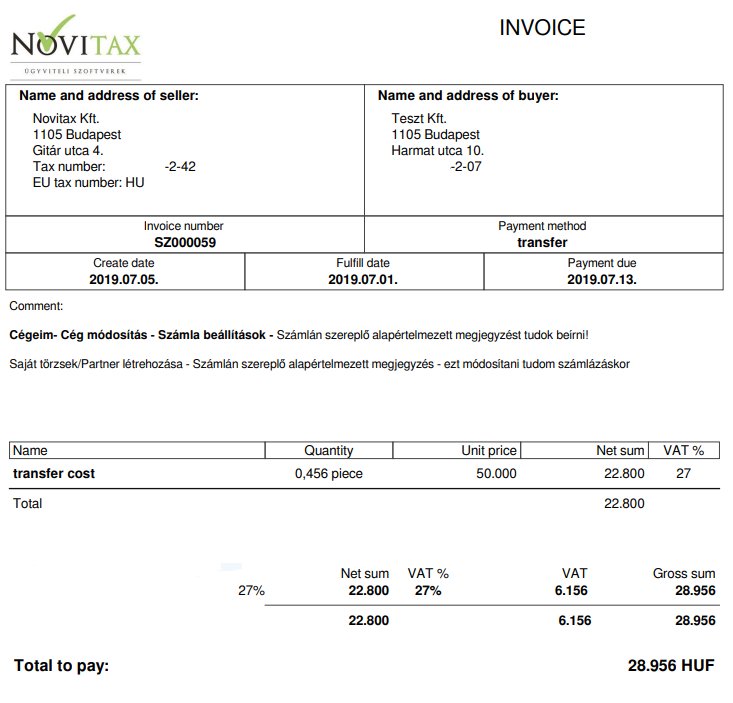 NOVITAX
ÜGYVITELI SZOFTVEREK
INVOICE
Name and address of seller:
Novitax Kft.
1105 Budapest
Gitár utca 4.
Tax number: -2-42
EU tax number: HU
Name and address of buyer:
Teszt Kft.
1105 Budapest
Harmat utca 10.
-2-07
Invoice number
SZ000059
Payment method
transfer
Create date
2019.07.05.
Fulfill date
2019.07.01.
Payment due
2019.07.13.
Comment:
Cégeim- Cég módosítás - Számla beállítások - Számlán szereplő alapértelmezett megjegyzést tudok beírni!
Saját törzsek/Partner létrehozása - Számlán szereplő alapértelmezett megjegyzés - ezt módosítani tudom számlázáskor
Name Quantity Unit price Net sum VAT %
transfer cost 0,456 piece 50.000 22.800 27
Total 22.800
Net sum VAT % VAT Gross sum
27% 22.800 27% 6.156 28.956
22.800 6.156 28.956
Total to pay: 28.956 HUF